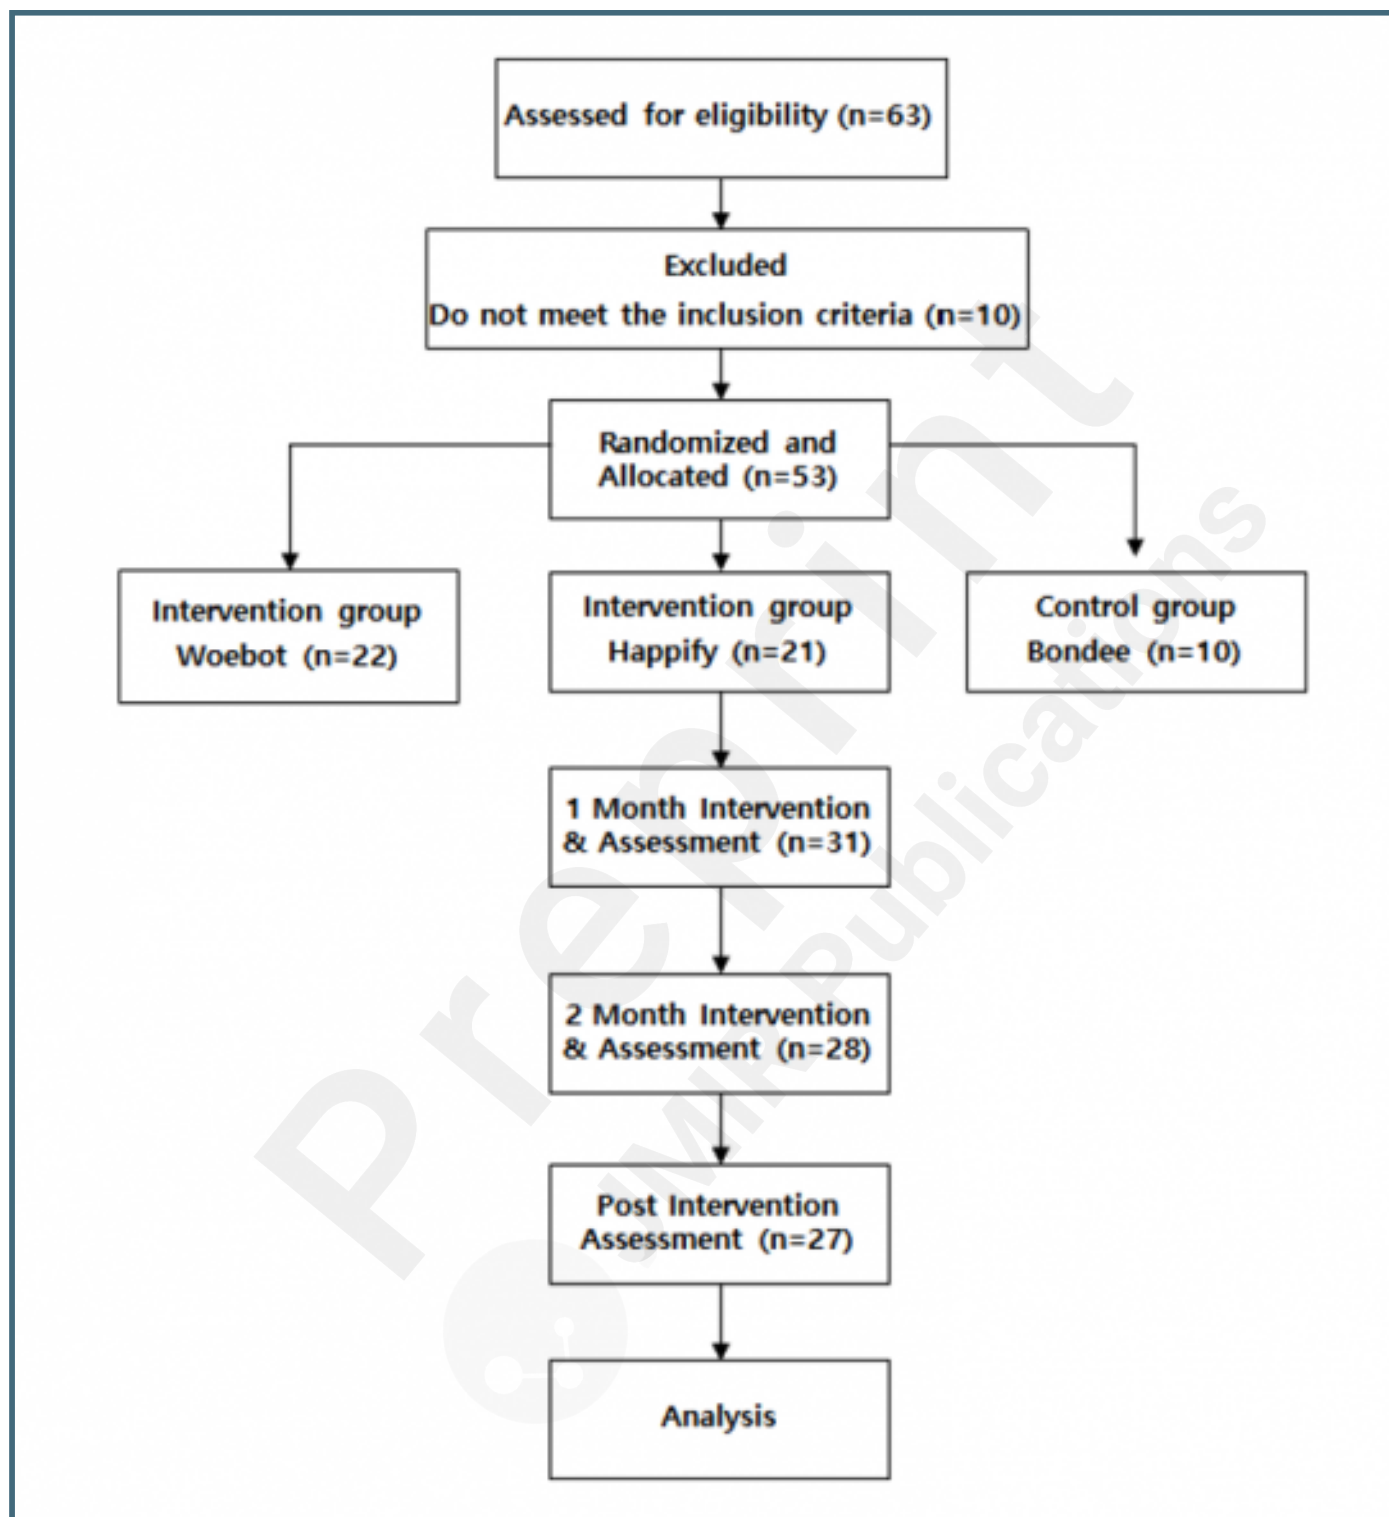 Assessed for eligibility (n=63)
Excluded
Do not meet the inclusion criteria (n=10)
Randomized and
Allocated (n=53)
Intervention group
Woebot (n=22)
Intervention group
Happify (n=21)
Control group
Bondee (n=10)
1 Month Intervention
& Assessment (n=31)
2 Month Intervention
& Assessment (n=28)
Post Intervention
Assessment (n=27)
Analysis
Preprint
JMIR Publications